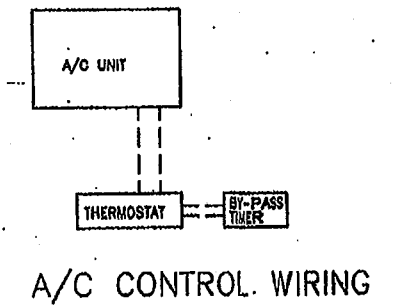 A/C UNIT
THERMOSTAT
BY-PASS
TIMER
A/C CONTROL. WIRING